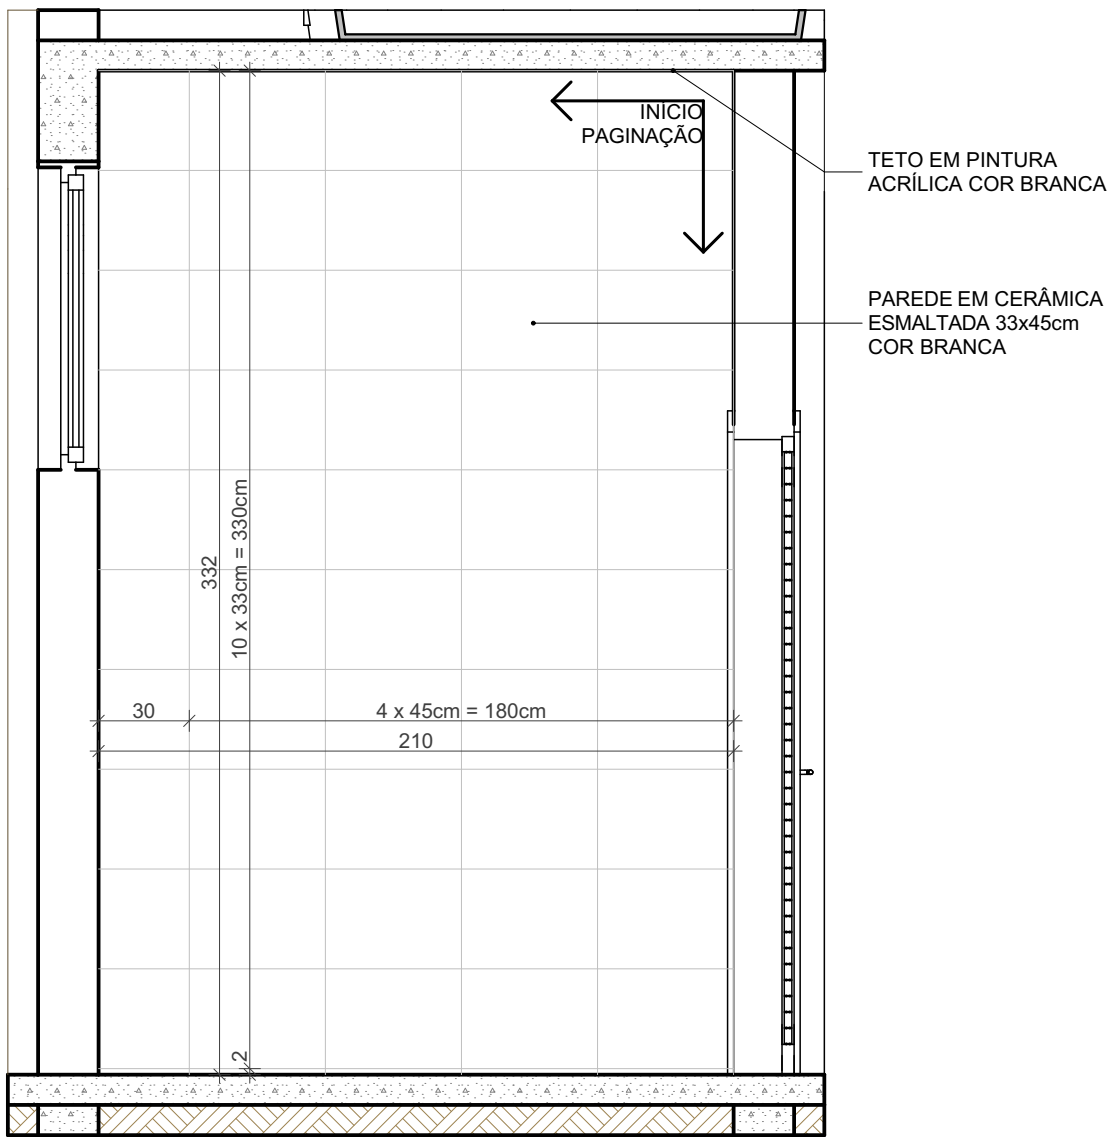 INÍCIO
PAGINAÇÃO
TETO EM PINTURA
ACRÍLICA COR BRANCA
PAREDE EM CERÂMICA
ESMALTADA 33x45cm
COR BRANCA
332
10 x 33cm = 330cm
30
4 x 45cm = 180cm
210
2